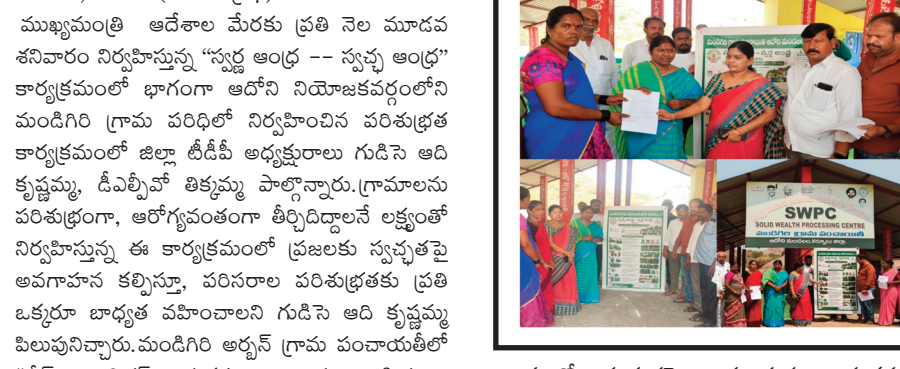 ముఖ్యమంత్రి ఆదేశాల మేరకు ప్రతి నెల మూడవ
శనివారం నిర్వహిస్తున్న “స్వర్ణ ఆంధ్ర –– స్వచ్ఛ ఆంధ్ర”
కార్యక్రమంలో భాగంగా ఆదోని నియోజకవర్గంలోని
మండిగిరి గ్రామ పరిధిలో నిర్వహించిన పరిశుభ్రత
కార్యక్రమంలో జిల్లా టీడీపీ అధ్యక్షురాలు గుడిసె ఆది
కృష్ణమ్మ, డీఎల్పీవో తిక్కమ్మ పాల్గొన్నారు.గ్రామాలను
పరిశుభ్రంగా, ఆరోగ్యవంతంగా తీర్చిదిద్దాలనే లక్ష్యంతో
నిర్వహిస్తున్న ఈ కార్యక్రమంలో ప్రజలకు స్వచ్ఛతపై
అవగాహన కల్పిస్తూ, పరిసరాల పరిశుభ్రతకు ప్రతి
ఒక్కరూ బాధ్యత వహించాలని గుడిసె ఆది కృష్ణమ్మ
పిలుపునిచ్చారు.మండిగిరి అర్బన్ గ్రామ పంచాయతీలో
SWPC
SOLID WEALTH PROCESSING CENTRE
మండిగిరి గ్రామ పంచాయితీ
ఆదోని మండలం,కర్నూలు జిల్లా.